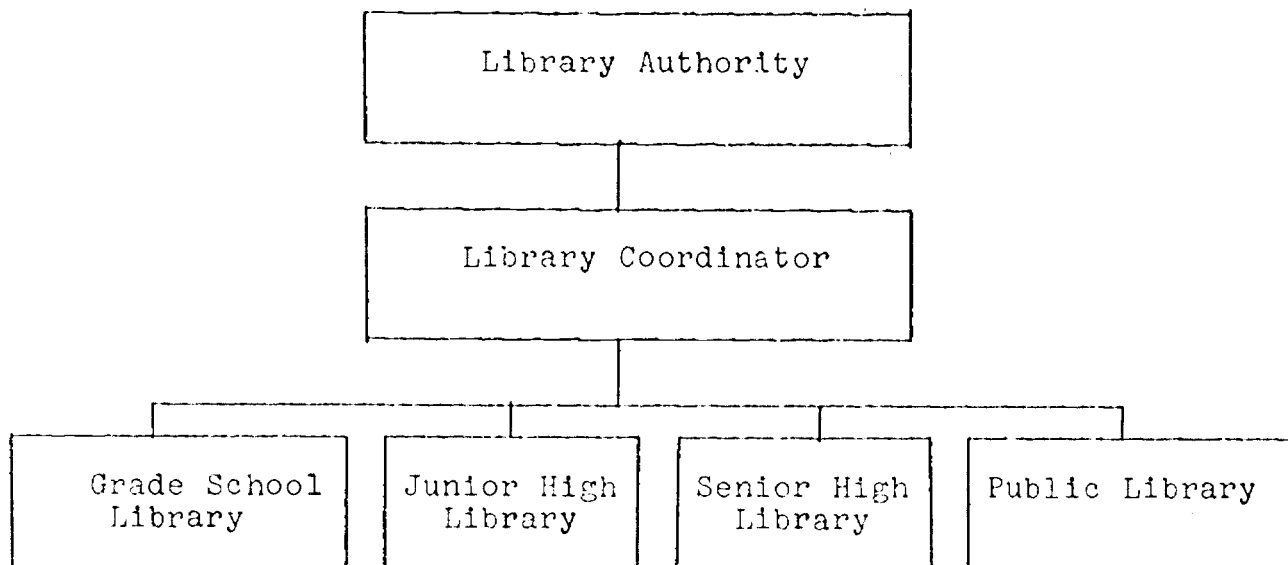 Library Authority
Library Coordinator
Grade School
Library
Junior High
Library
Senior High
Library
Public Library